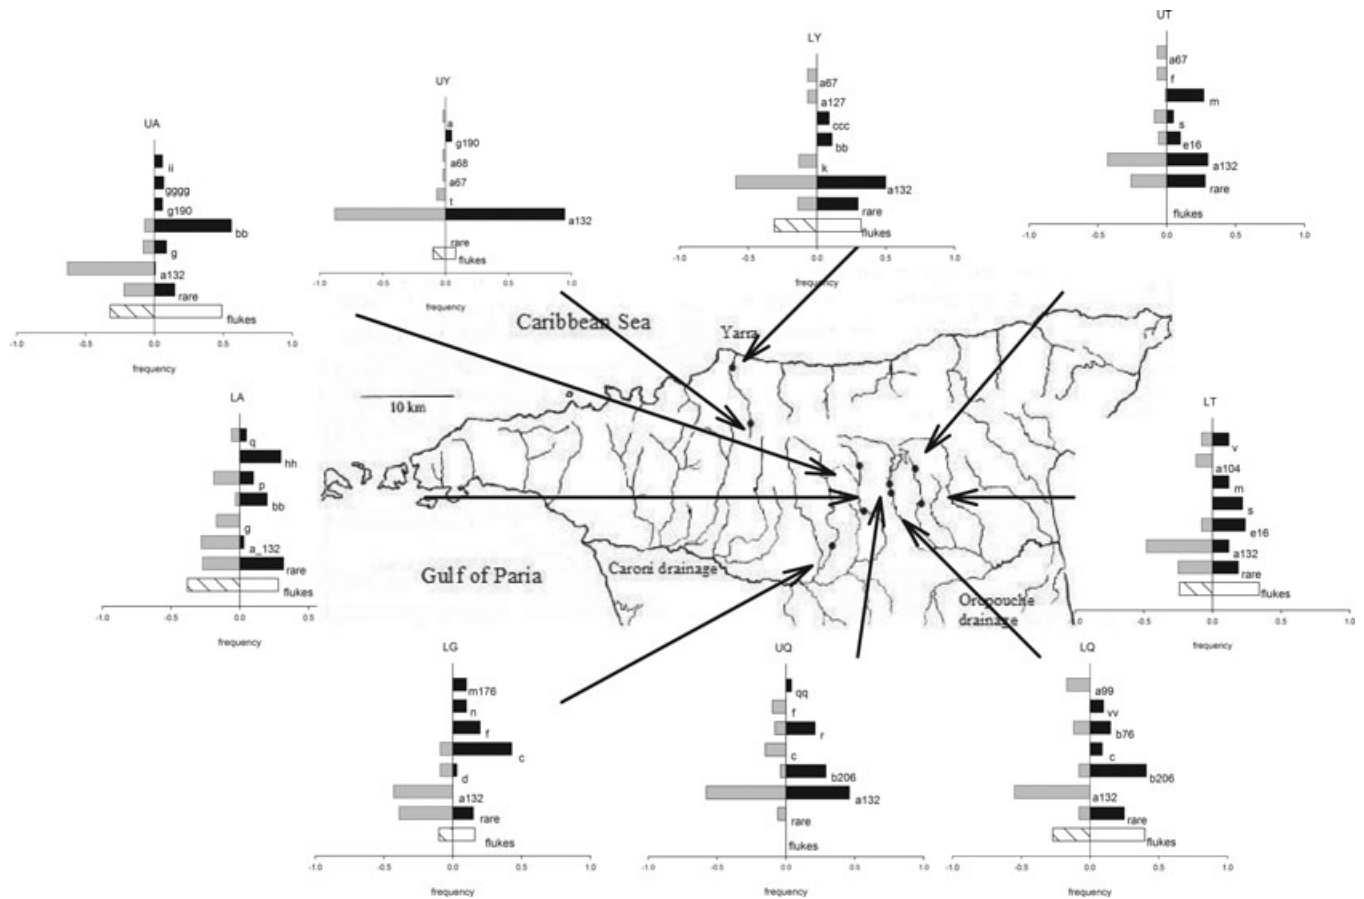 UT
a67
f
m
s
e16
a132
rare
flukes
-1.0 -0.5 0.0 0.5 1.0
frequency
LY
a67
a127
ccc
bb
k
a132
rare
flukes
-1.0 -0.5 0.0 0.5 1.0
frequency
UY
a
g190
a68
a67
t
a132
rare
flukes
-1.0 -0.5 0.0 0.5 1.0
frequency
UA
ii
gggg
g190
bb
g
a132
rare
flukes
-1.0 -0.5 0.0 0.5 1.0
frequency
Caribbean Sea
Yarra
10 km
Gulf of Paria
Caroni drainage
Oropouche
drainage
LA
q
hh
p
bb
g
a_132
rare
flukes
-1.0 -0.5 0.0 0.5
frequency
LT
v
a104
m
s
e16
a132
rare
flukes
-1.0 -0.5 0.0 0.5 1.0
frequency
LG
m176
n
f
c
d
a132
rare
flukes
-1.0 -0.5 0.0 0.5 1.0
frequency
UQ
qq
f
r
c
b206
a132
rare
flukes
-1.0 -0.5 0.0 0.5 1.0
frequency
LQ
a99
vv
b76
c
b206
a132
rare
flukes
-1.0 -0.5 0.0 0.5 1.0
frequency